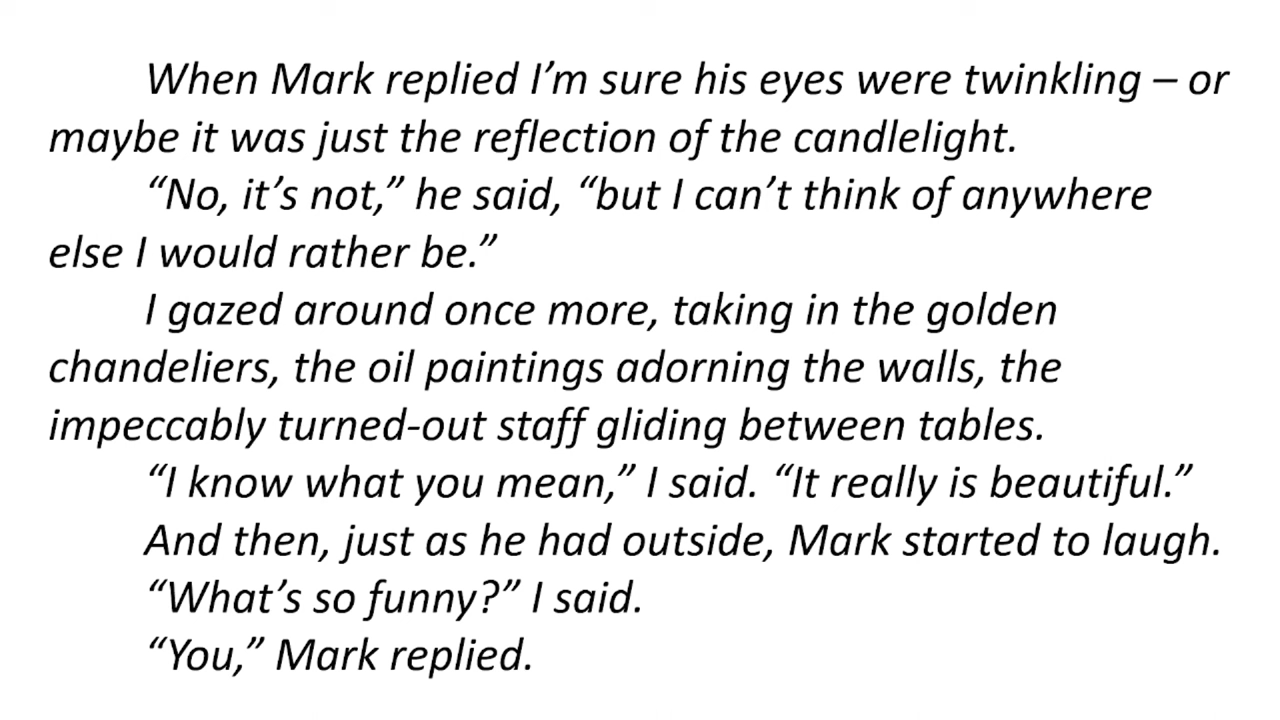 When Mark replied I’m sure his eyes were twinkling – or
maybe it was just the reflection of the candlelight.
“No, it’s not,” he said, “but I can’t think of anywhere
else I would rather be.”
I gazed around once more, taking in the golden
chandeliers, the oil paintings adorning the walls, the
impeccably turned-out staff gliding between tables.
“I know what you mean,” I said. “It really is beautiful.”
And then, just as he had outside, Mark started to laugh.
“What’s so funny?” I said.
“You,” Mark replied.